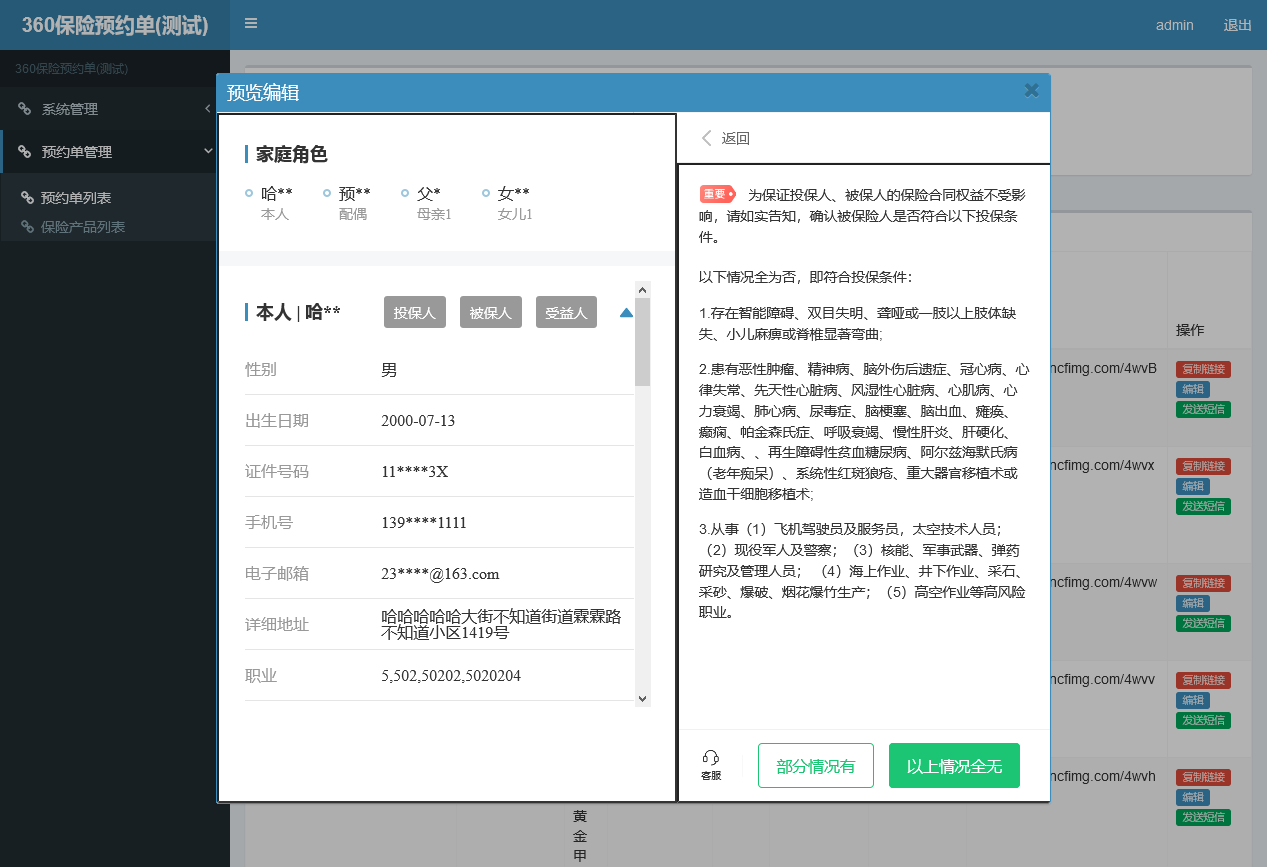 360保险预约单(测试)
admin
退出
360保险预约单(测试)
系统管理
预约单管理
预约单列表
保险产品列表
预览编辑
家庭角色
哈** 预** 父* 女**
本人 配偶 母亲1 女儿1
本人 | 哈** 投保人 被保人 受益人
性别 男
出生日期 2000-07-13
证件号码 11****3X
手机号 139****1111
电子邮箱 23****@163.com
详细地址 哈哈哈哈哈大街不知道街道霖霖路
不知道小区1419号
职业 5,502,50202,5020204
返回
重要 为保证投保人、被保人的保险合同权益不受影
响，请如实告知，确认被保险人是否符合以下投保条
件。
以下情况全为否，即符合投保条件：
1.存在智能障碍、双目失明、聋哑或一肢以上肢体缺
失、小儿麻痹或脊椎显著弯曲;
2.患有恶性肿瘤、精神病、脑外伤后遗症、冠心病、心
律失常、先天性心脏病、风湿性心脏病、心肌病、心
力衰竭、肺心病、尿毒症、脑梗塞、脑出血、瘫痪、
癫痫、帕金森氏症、呼吸衰竭、慢性肝炎、肝硬化、
白血病、、再生障碍性贫血糖尿病、阿尔兹海默氏病
（老年痴呆）、系统性红斑狼疮、重大器官移植术或
造血干细胞移植术;
3.从事（1）飞机驾驶员及服务员，太空技术人员；
（2）现役军人及警察；（3）核能、军事武器、弹药
研究及管理人员；（4）海上作业、井下作业、采石、
采砂、爆破、烟花爆竹生产；（5）高空作业等高风险
职业。
客服
部分情况有
以上情况全无
操作
ncfimg.com/4wvB 复制链接
编辑
发送短信
ncfimg.com/4wvx 复制链接
编辑
发送短信
ncfimg.com/4wvw 复制链接
编辑
发送短信
ncfimg.com/4wvv 复制链接
编辑
发送短信
ncfimg.com/4wvh 复制链接
编辑
发送短信
黄
金
甲